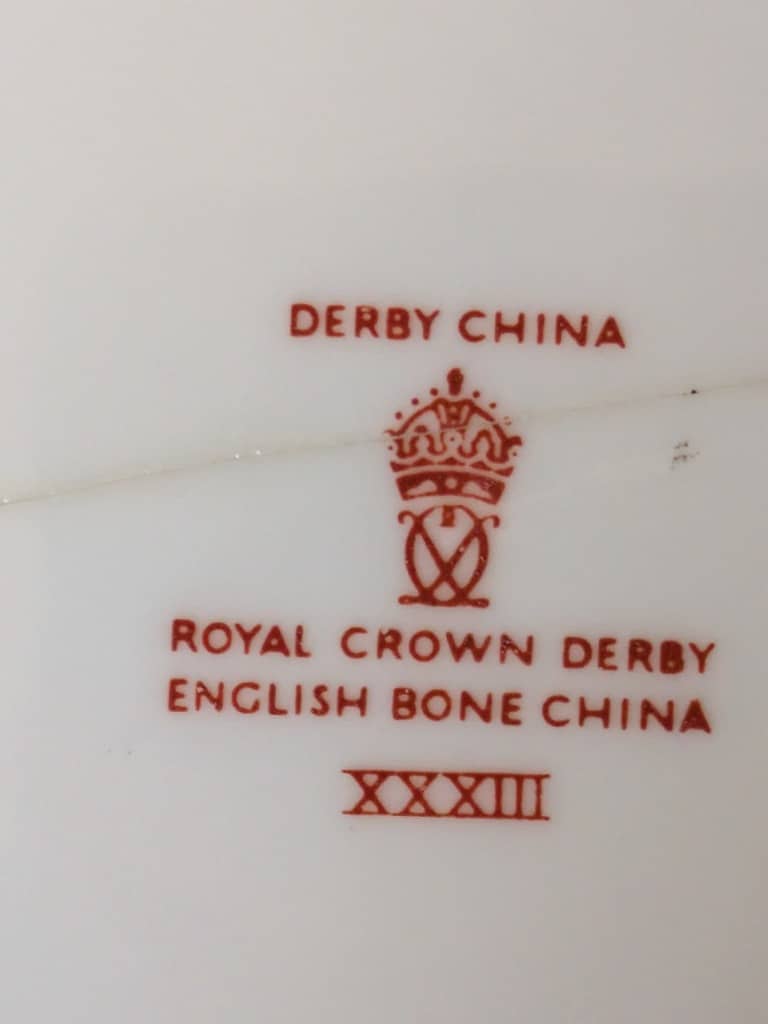 DERBY CHINA
ROYAL CROWN DERBY
ENGLISH BONE CHINA
XXXIII